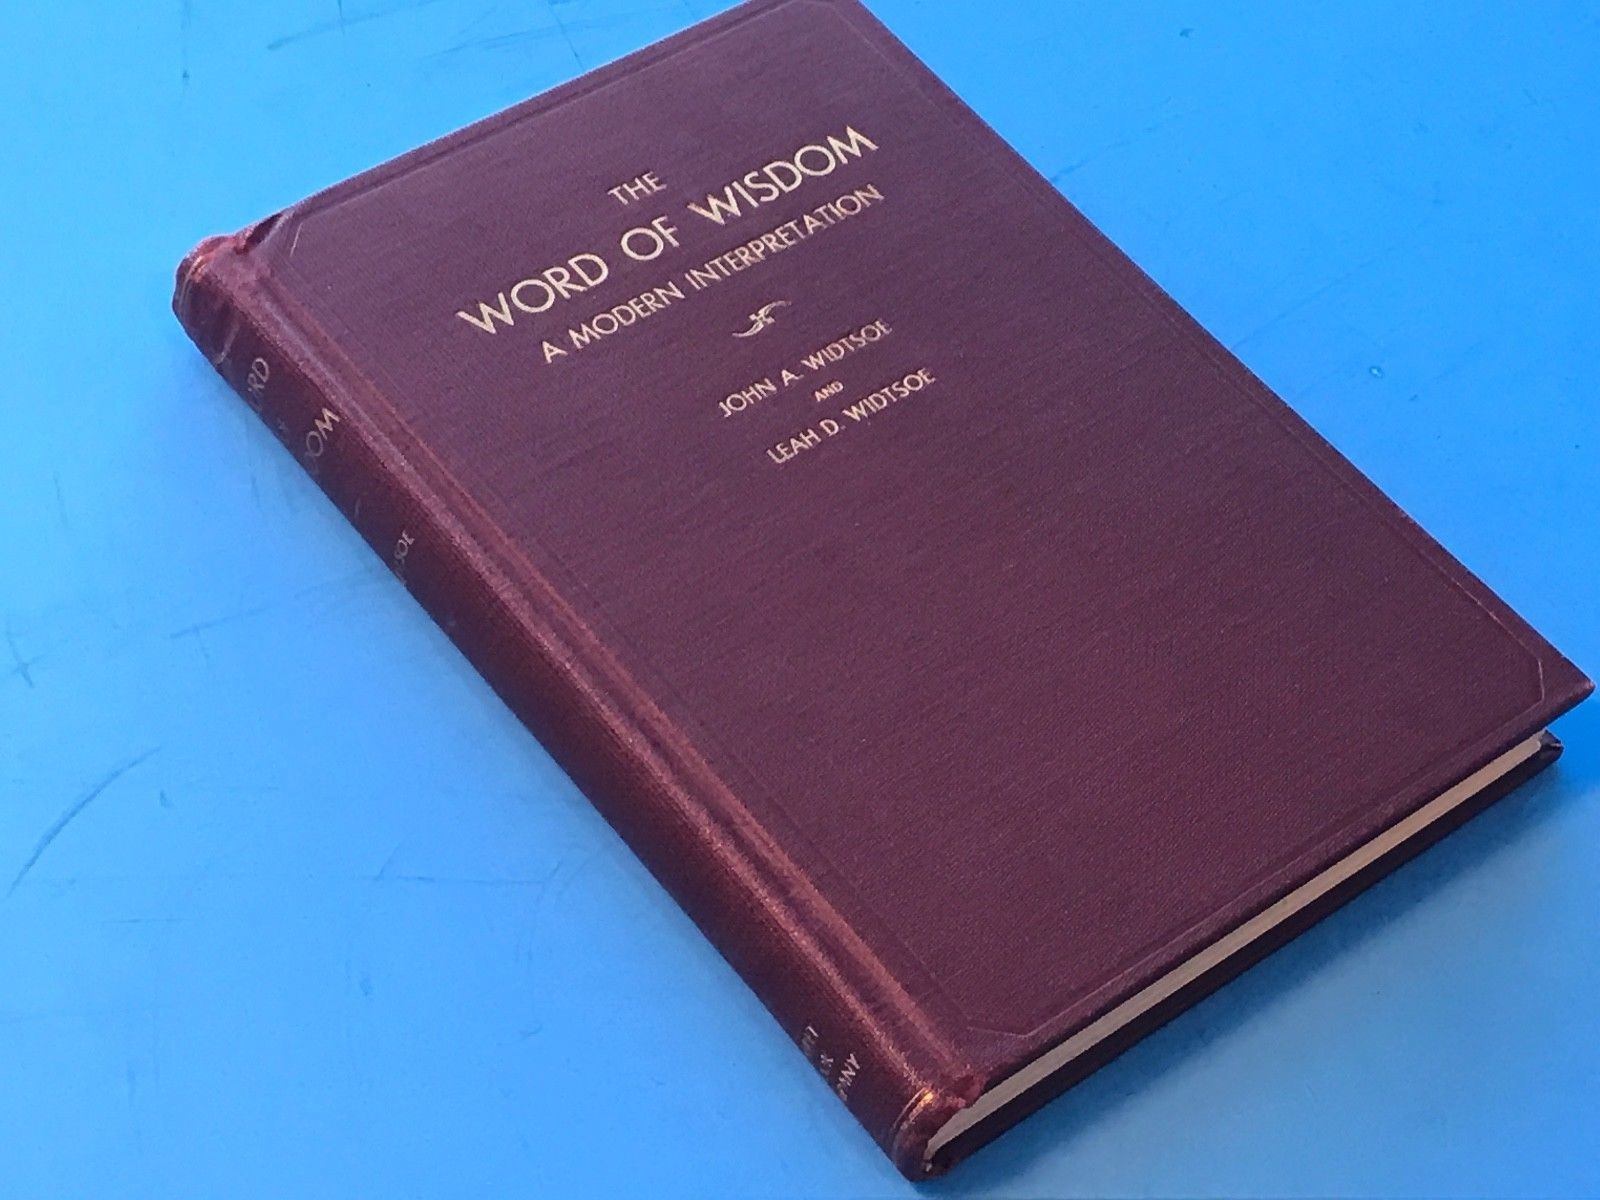 THE
WORD OF WISDOM
A MODERN INTERPRETATION
JOHN A. WIDTSOE
AND
LEAH D. WIDTSOE